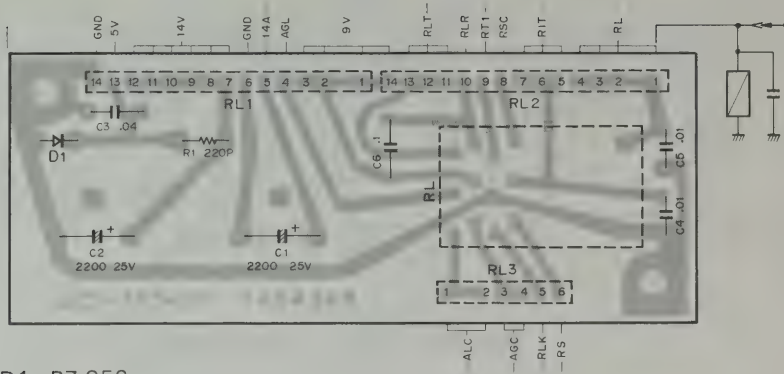 GND 5V 14V GND 14A AGL 9V RLT RLR RT1 RSC RIT RL
14 13 12 11 10 9 8 7 6 5 4 3 2 1 14 13 12 11 10 9 8 7 6 5 4 3 2 1
RL1 RL2
C3 .04
D1
R1 220P
C6 .1
C5 .01
RL
C4 .01
C2
2200 25V
C1
2200 25V
RL3
1 2 3 4 5 6
ALC AGC RLK RS